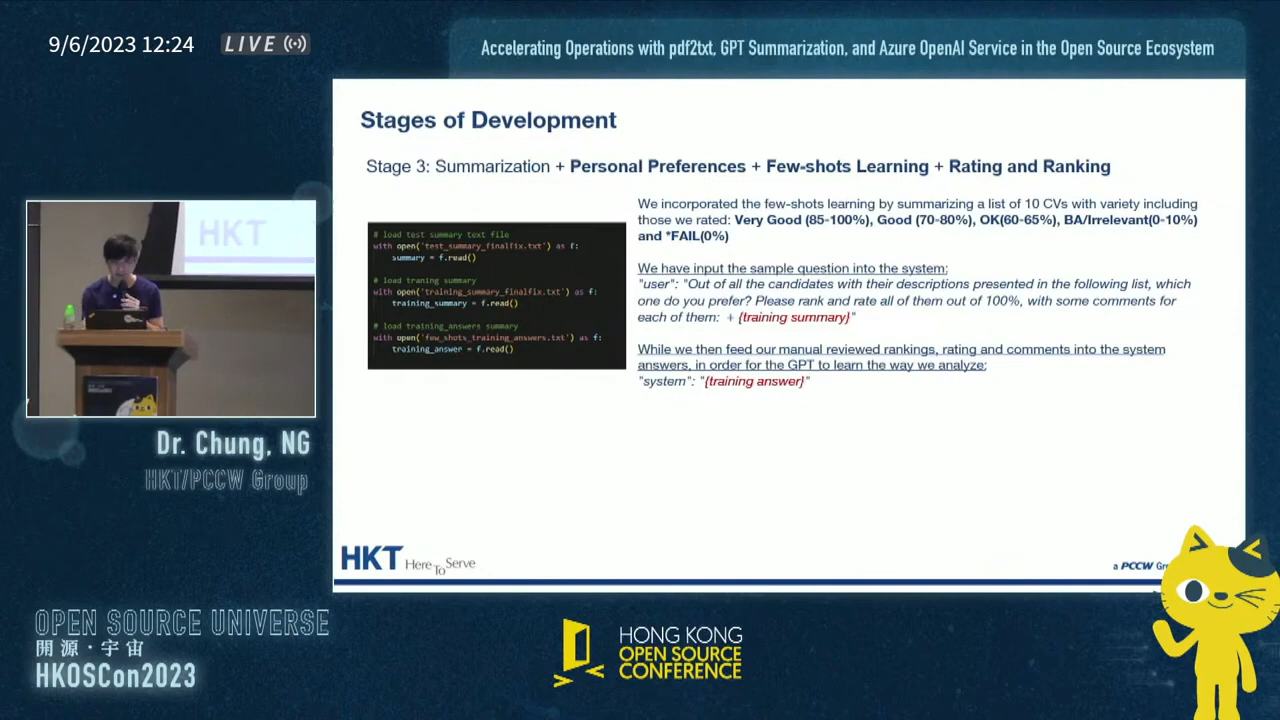 9/6/2023 12:24
LIVE
Accelerating Operations with pdf2txt, GPT Summarization, and Azure OpenAI Service in the Open Source Ecosystem
Stages of Development
Stage 3: Summarization + Personal Preferences + Few-shots Learning + Rating and Ranking
# load test summary text file
with open('test_summary_finalfix.txt') as f:
summary = f.read()
# load traning summary
with open('training_summary_finalfix.txt') as f:
training_summary = f.read()
# load training_answers summary
with open('few_shots_training_answers.txt') as f:
training_answer = f.read()
We incorporated the few-shots learning by summarizing a list of 10 CVs with variety including
those we rated: Very Good (85-100%), Good (70-80%), OK(60-65%), BA/Irrelevant(0-10%)
and *FAIL(0%)
We have input the sample question into the system:
"user": "Out of all the candidates with their descriptions presented in the following list, which
one do you prefer? Please rank and rate all of them out of 100%, with some comments for
each of them: + {training summary}"
While we then feed our manual reviewed rankings, rating and comments into the system
answers, in order for the GPT to learn the way we analyze:
"system": "{training answer}"
HKT
Dr. Chung, NG
HKT/PCCW Group
HKT Here To Serve
a PCCW Gr
OPEN SOURCE UNIVERSE
開源·宇宙
HKOSCon2023
HONG KONG
OPEN SOURCE
CONFERENCE